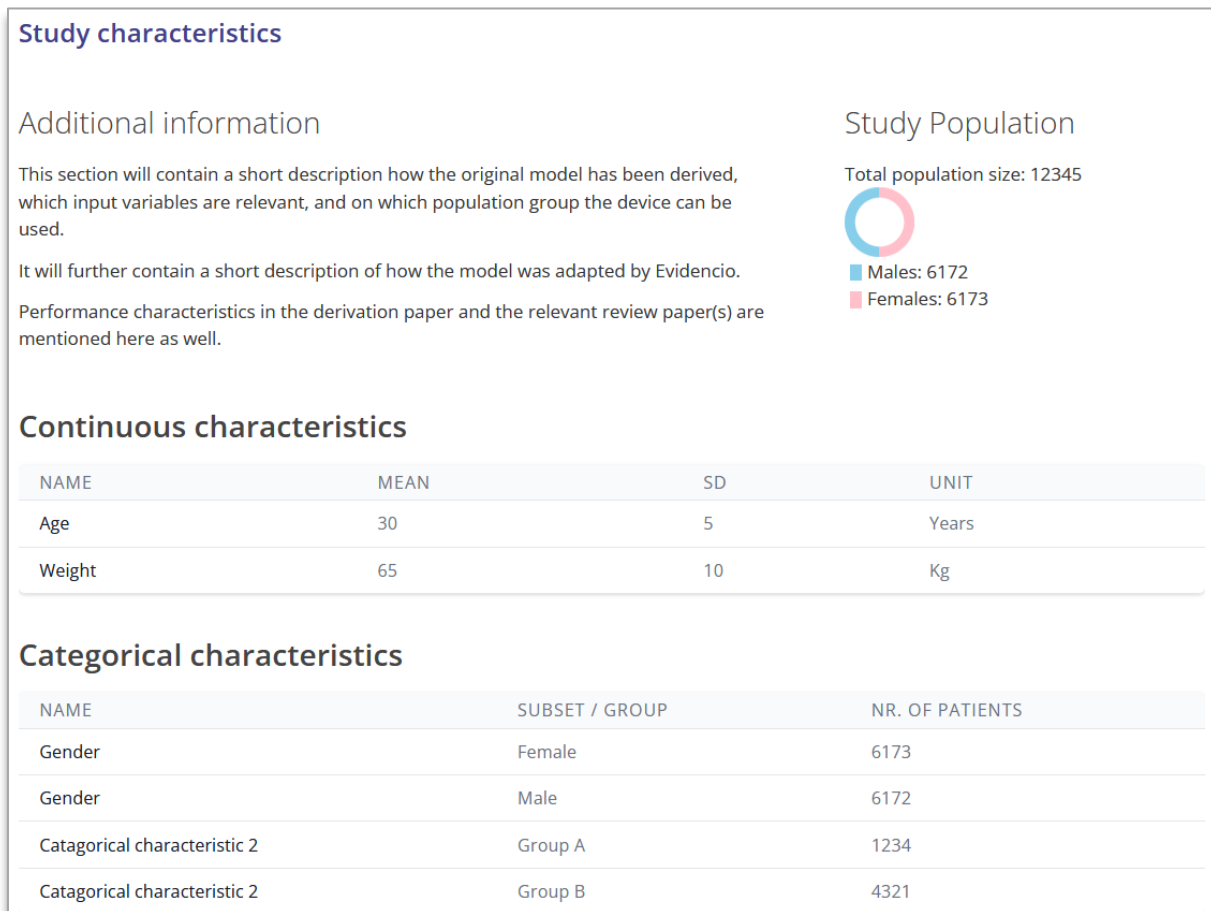 Study characteristics
Additional information
This section will contain a short description how the original model has been derived,
which input variables are relevant, and on which population group the device can be
used.
It will further contain a short description of how the model was adapted by Evidencio.
Performance characteristics in the derivation paper and the relevant review paper(s) are
mentioned here as well.
Study Population
Total population size: 12345
Males: 6172
Females: 6173
Continuous characteristics
NAME MEAN SD UNIT
Age 30 5 Years
Weight 65 10 Kg
Categorical characteristics
NAME SUBSET / GROUP NR. OF PATIENTS
Gender Female 6173
Gender Male 6172
Catagorical characteristic 2 Group A 1234
Catagorical characteristic 2 Group B 4321